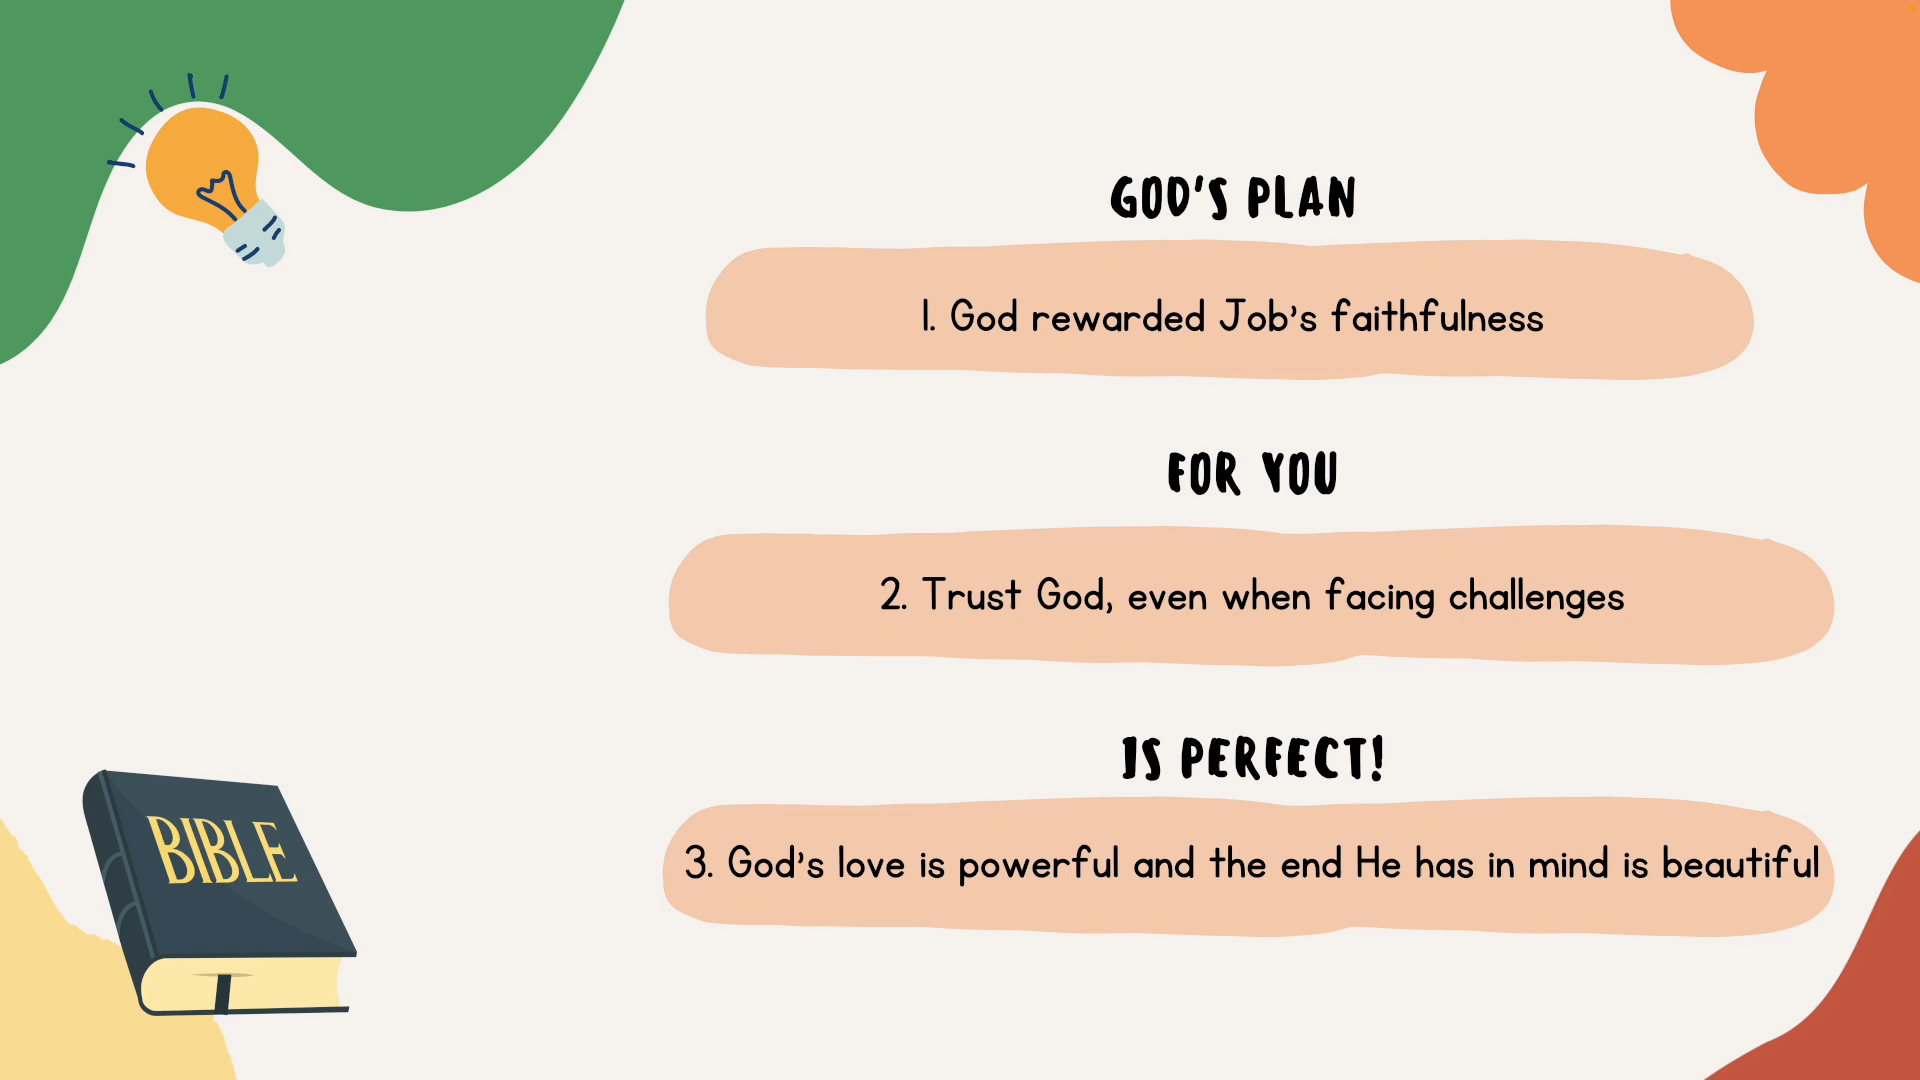 GOD'S PLAN
1. God rewarded Job's faithfulness
FOR YOU
2. Trust God, even when facing challenges
IS PERFECT!
3. God's love is powerful and the end He has in mind is beautiful
BIBLE